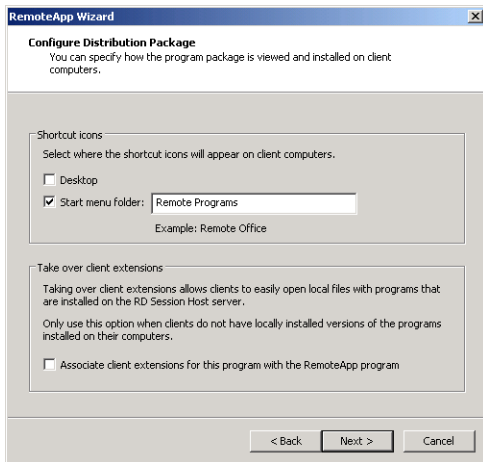 RemoteApp Wizard
Configure Distribution Package
You can specify how the program package is viewed and installed on client
computers.
Shortcut icons
Select where the shortcut icons will appear on client computers.
Desktop
Start menu folder: Remote Programs
Example: Remote Office
Take over client extensions
Taking over client extensions allows clients to easily open local files with programs that
are installed on the RD Session Host server.
Only use this option when clients do not have locally installed versions of the programs
installed on their computers.
Associate client extensions for this program with the RemoteApp program
< Back Next > Cancel